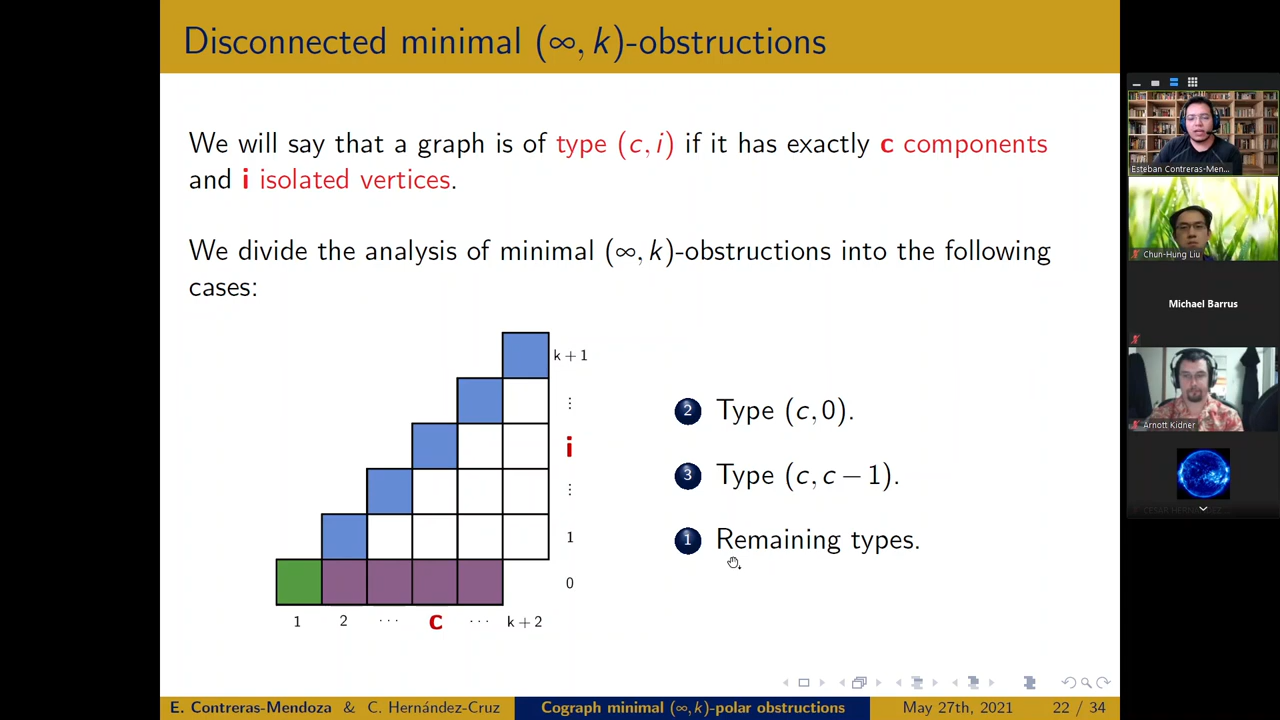 Disconnected minimal (∞, k)-obstructions
We will say that a graph is of type (c, i) if it has exactly c components
and i isolated vertices.
We divide the analysis of minimal (∞, k)-obstructions into the following
cases:
k + 1
⋮
i
⋮
1
0
1 2 ··· c ··· k + 2
2 Type (c, 0).
3 Type (c, c − 1).
1 Remaining types.
E. Contreras-Mendoza & C. Hernández-Cruz
Cograph minimal (∞, k)-polar obstructions
May 27th, 2021
22 / 34
Esteban Contreras-Men...
Chun-Hung Liu
Michael Barrus
Arnott Kidner